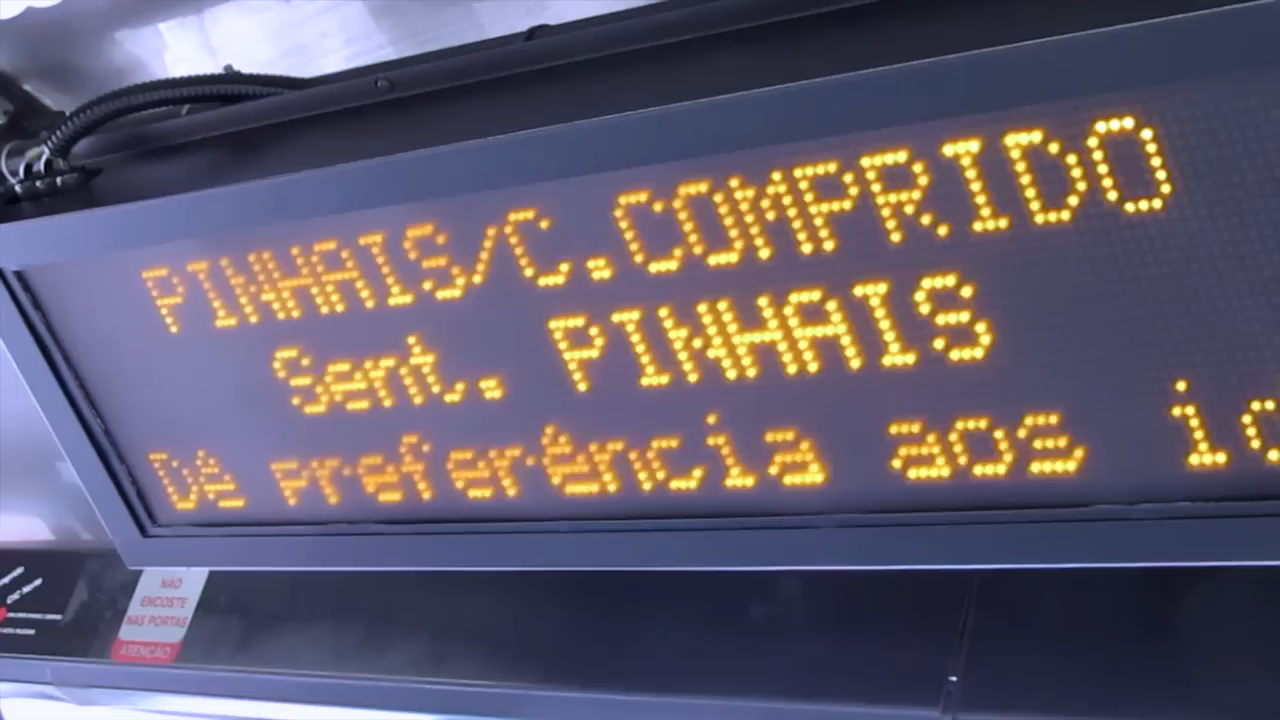 PINHAIS/C.COMPRIDO
Sent. PINHAIS
Dê preferência aos
NÃO
ENCOSTE
NAS PORTAS
ATENÇÃO